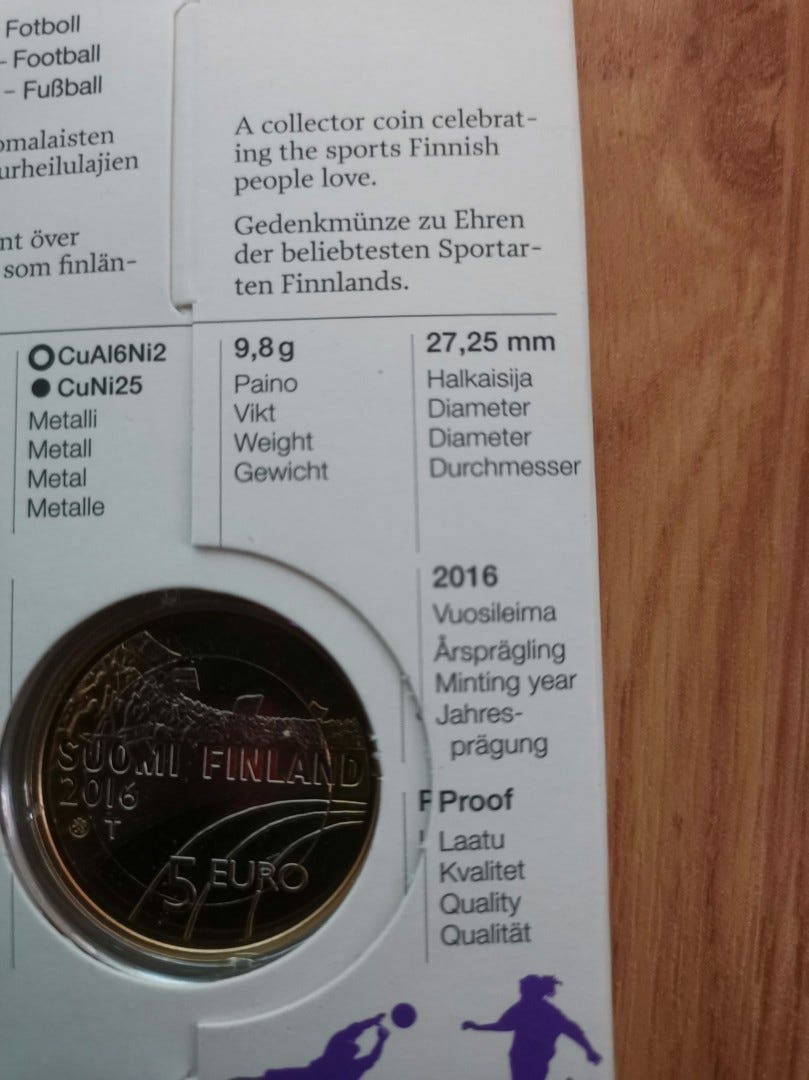 Fotboll
- Football
- Fußball
omalaisten
urheilulajien
nt över
som finlän-
A collector coin celebrat-
ing the sports Finnish
people love.
Gedenkmünze zu Ehren
der beliebtesten Sportar-
ten Finnlands.
CuAl6Ni2
CuNi25
Metalli
Metall
Metal
Metalle
9,8 g
Paino
Vikt
Weight
Gewicht
27,25 mm
Halkaisija
Diameter
Diameter
Durchmesser
2016
Vuosileima
Årsprägling
Minting year
Jahres-
prägung
Proof
Laatu
Kvalitet
Quality
Qualität
SUOMI FINLAND
2016
T
5 EURO